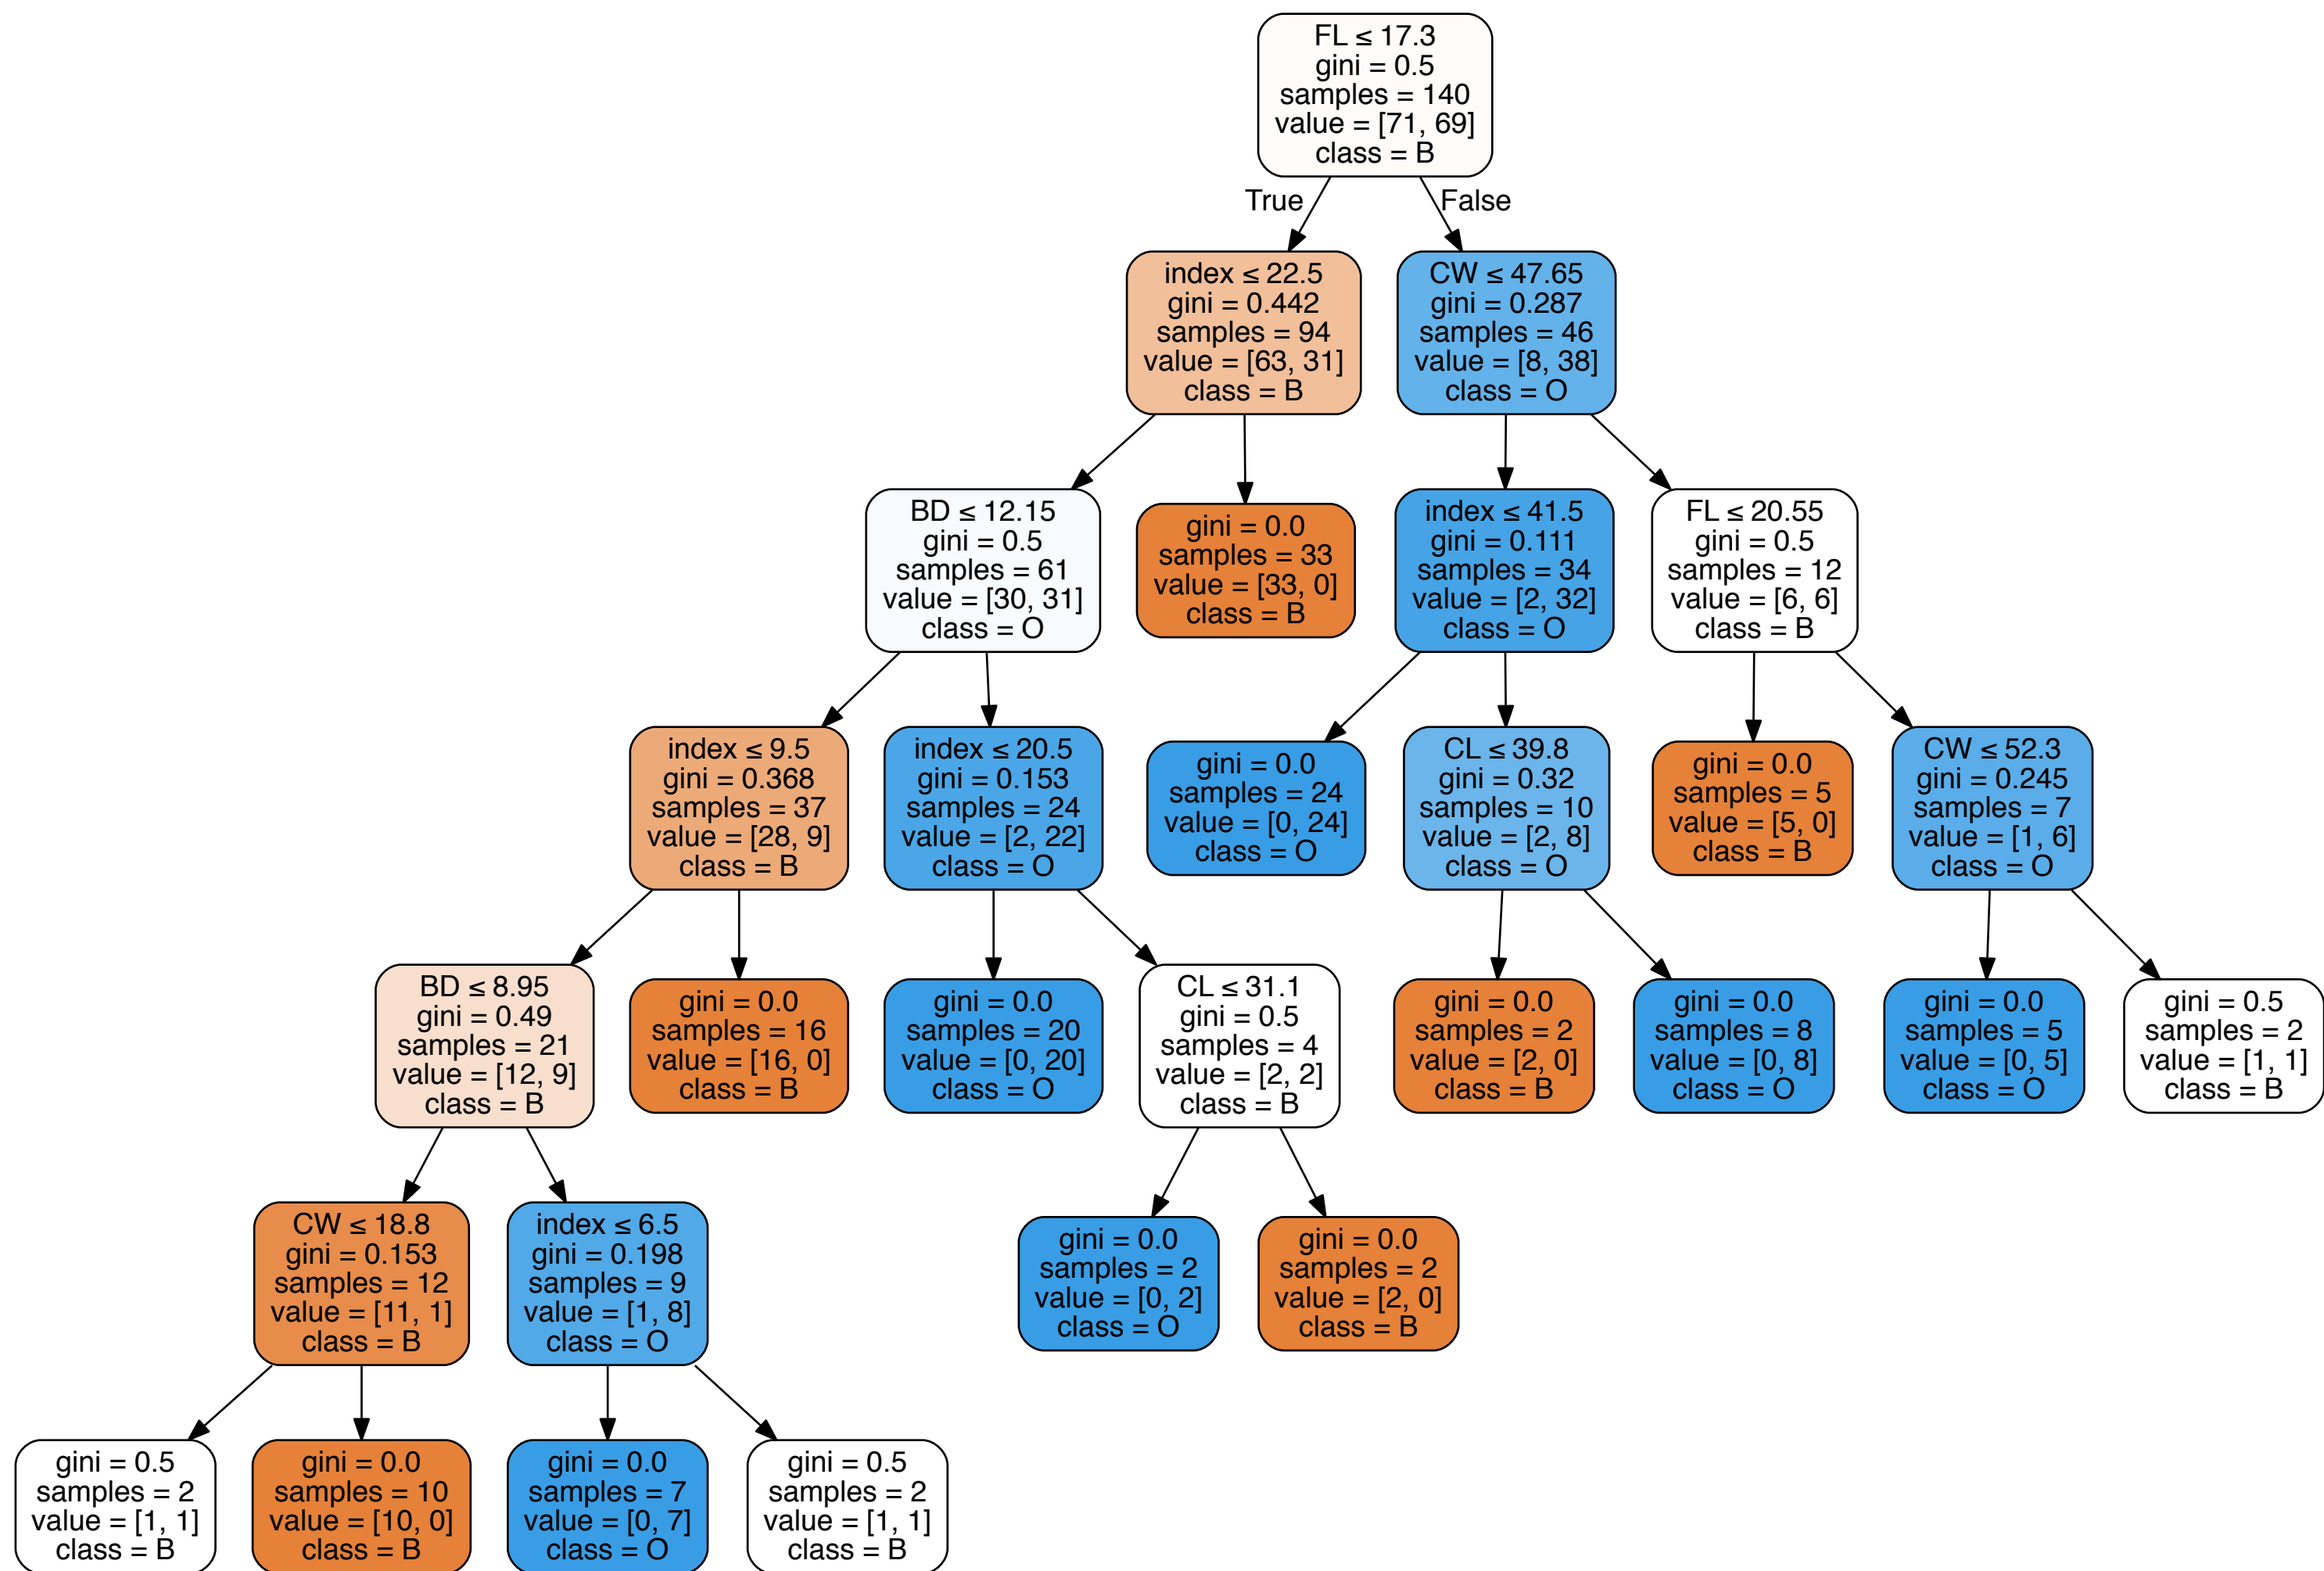 FL ≤ 17.3
gini = 0.5
samples = 140
value = [71, 69]
class = B
True
False
index ≤ 22.5
gini = 0.442
samples = 94
value = [63, 31]
class = B
CW ≤ 47.65
gini = 0.287
samples = 46
value = [8, 38]
class = O
BD ≤ 12.15
gini = 0.5
samples = 61
value = [30, 31]
class = O
gini = 0.0
samples = 33
value = [33, 0]
class = B
index ≤ 41.5
gini = 0.111
samples = 34
value = [2, 32]
class = O
FL ≤ 20.55
gini = 0.5
samples = 12
value = [6, 6]
class = B
index ≤ 9.5
gini = 0.368
samples = 37
value = [28, 9]
class = B
index ≤ 20.5
gini = 0.153
samples = 24
value = [2, 22]
class = O
gini = 0.0
samples = 24
value = [0, 24]
class = O
CL ≤ 39.8
gini = 0.32
samples = 10
value = [2, 8]
class = O
gini = 0.0
samples = 5
value = [5, 0]
class = B
CW ≤ 52.3
gini = 0.245
samples = 7
value = [1, 6]
class = O
BD ≤ 8.95
gini = 0.49
samples = 21
value = [12, 9]
class = B
gini = 0.0
samples = 16
value = [16, 0]
class = B
gini = 0.0
samples = 20
value = [0, 20]
class = O
CL ≤ 31.1
gini = 0.5
samples = 4
value = [2, 2]
class = B
gini = 0.0
samples = 2
value = [2, 0]
class = B
gini = 0.0
samples = 8
value = [0, 8]
class = O
gini = 0.0
samples = 5
value = [0, 5]
class = O
gini = 0.5
samples = 2
value = [1, 1]
class = B
CW ≤ 18.8
gini = 0.153
samples = 12
value = [11, 1]
class = B
index ≤ 6.5
gini = 0.198
samples = 9
value = [1, 8]
class = O
gini = 0.0
samples = 2
value = [0, 2]
class = O
gini = 0.0
samples = 2
value = [2, 0]
class = B
gini = 0.5
samples = 2
value = [1, 1]
class = B
gini = 0.0
samples = 10
value = [10, 0]
class = B
gini = 0.0
samples = 7
value = [0, 7]
class = O
gini = 0.5
samples = 2
value = [1, 1]
class = B